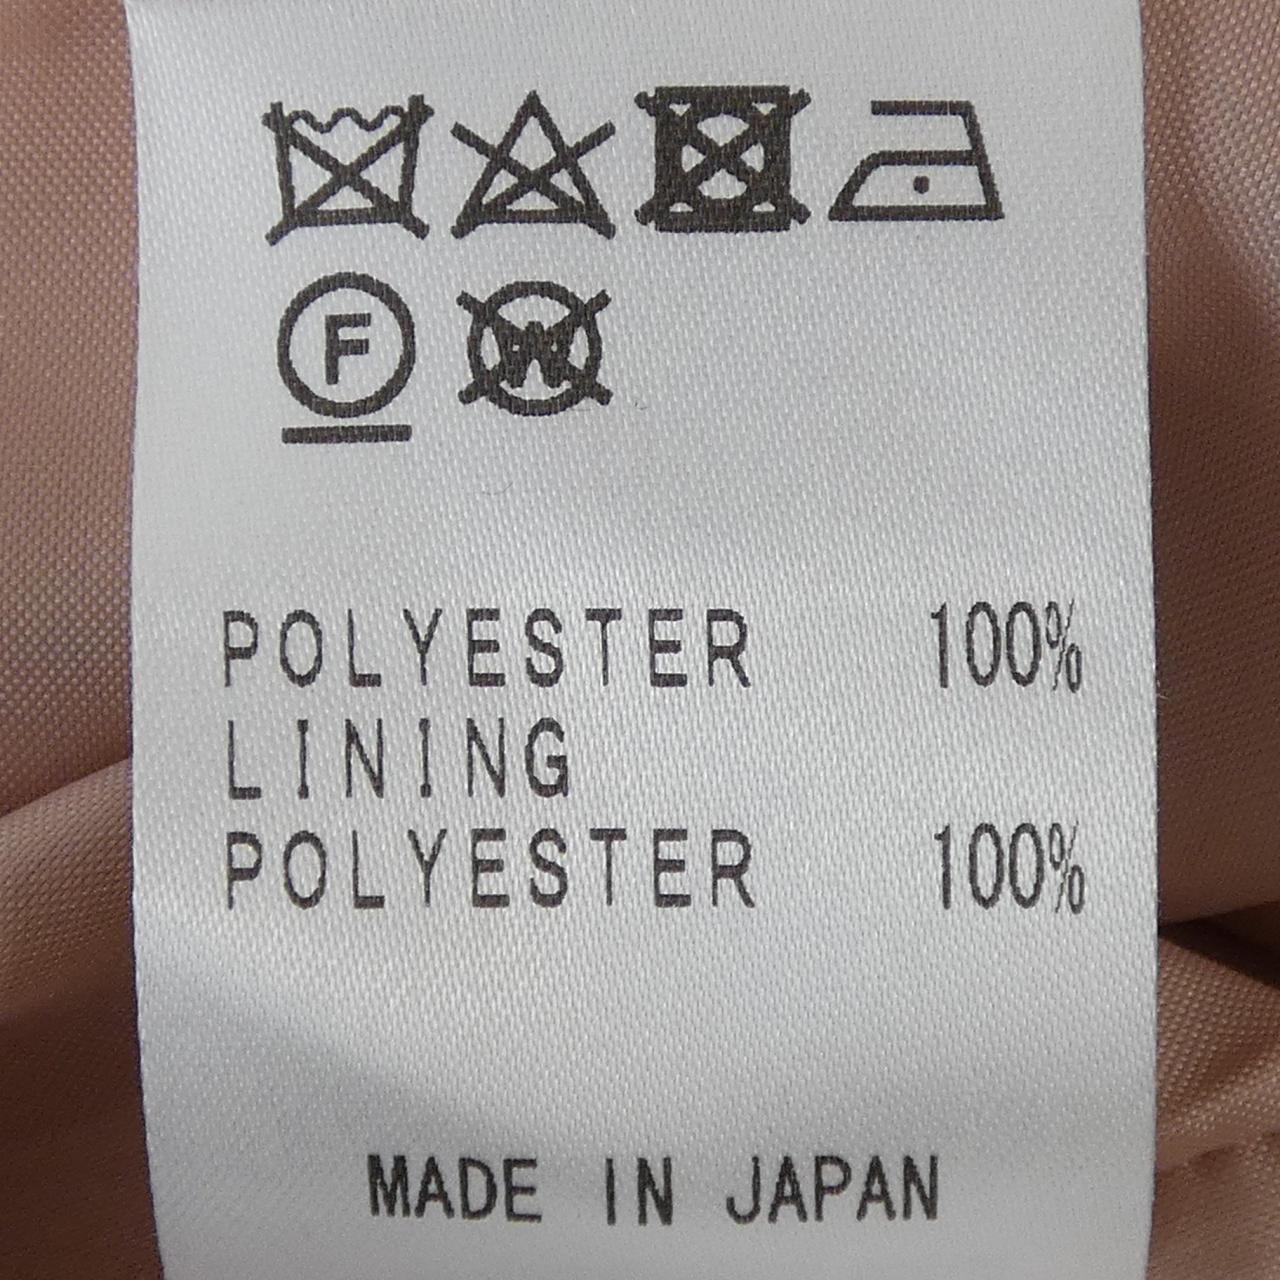 F W
POLYESTER 100%
LINING
POLYESTER 100%
MADE IN JAPAN